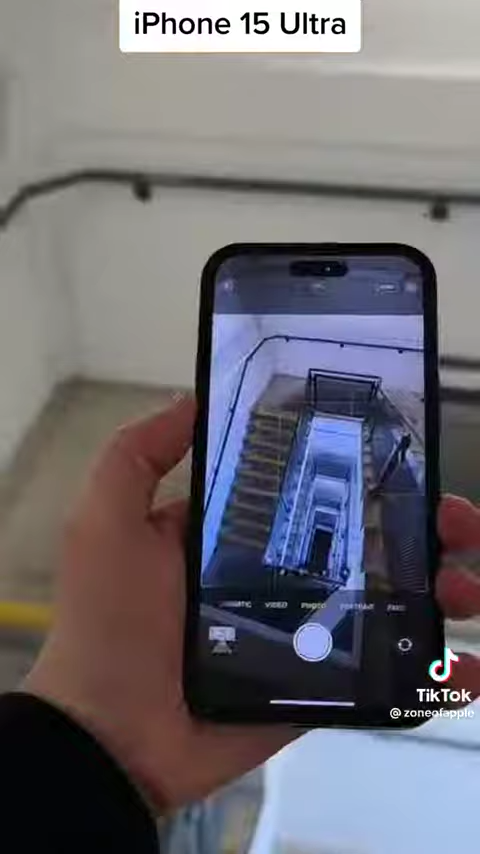 iPhone 15 Ultra
VIDEO
PHOTO
PORTRAIT
TikTok
@ zoneofapple